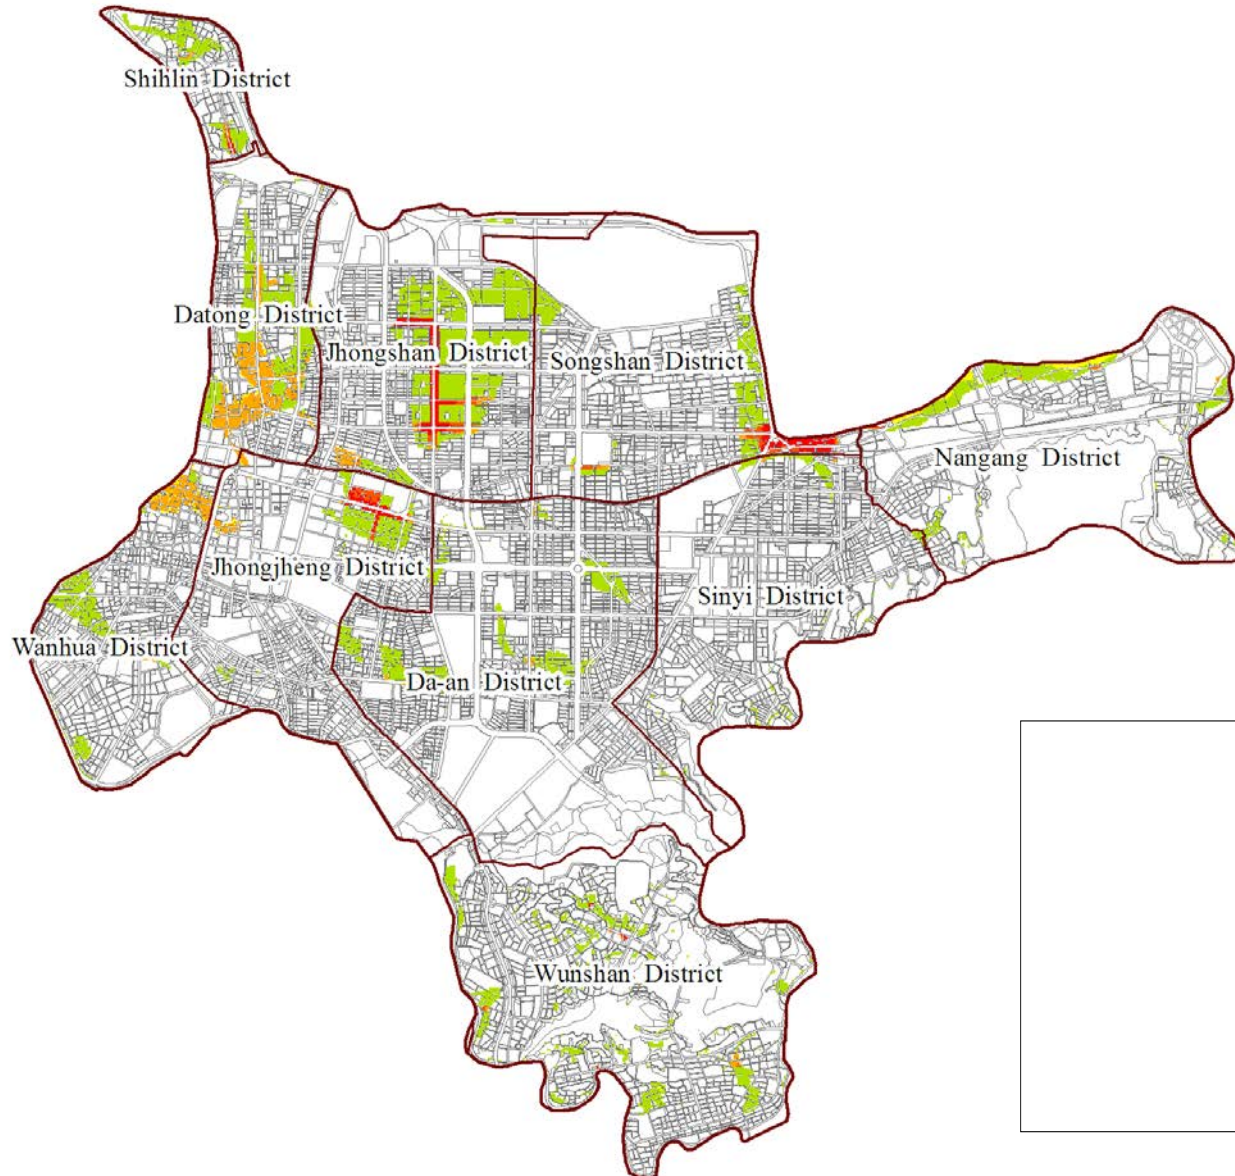 Shihlin District
Datong District
Jhongshan District
Songshan District
Nangang District
Jhongjheng District
Sinyi District
Wanhua District
Da-an District
Wunshan District